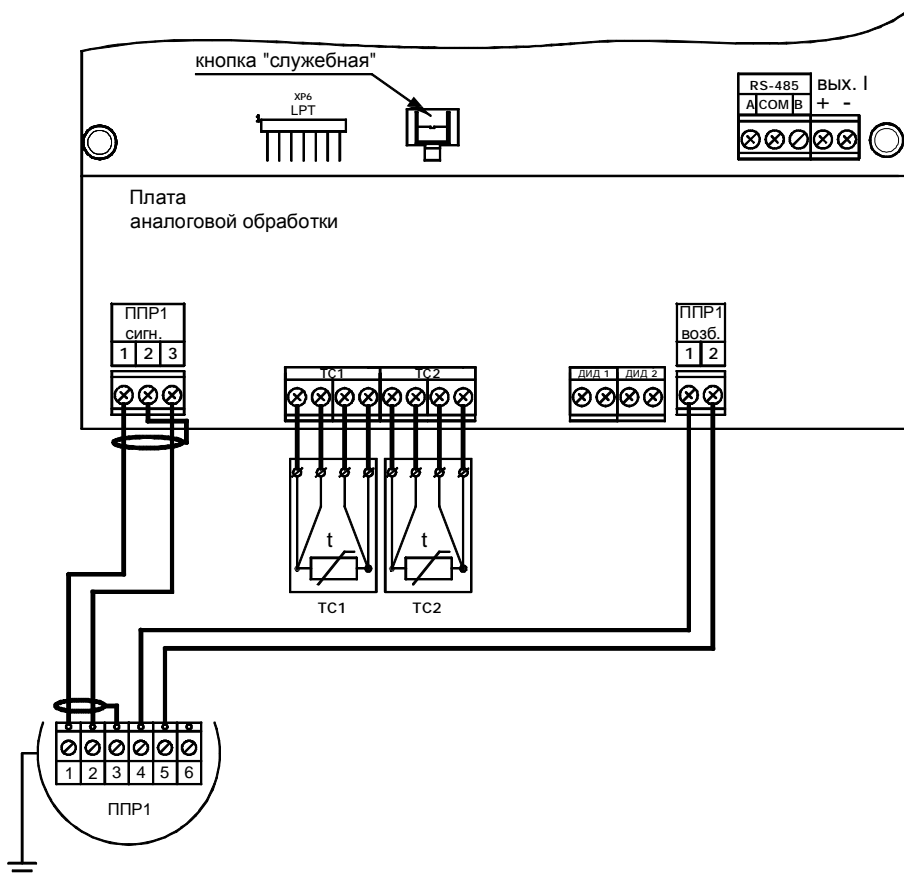 кнопка "служебная"
XP6
LPT
1
RS-485
A COM B
вых. I
+ -
Плата
аналоговой обработки
ППР1
сигн.
1 2 3
ТС1 ТС2
ДИД 1 ДИД 2
ППР1
возб.
1 2
t t
ТС1 ТС2
1 2 3 4 5 6
ППР1